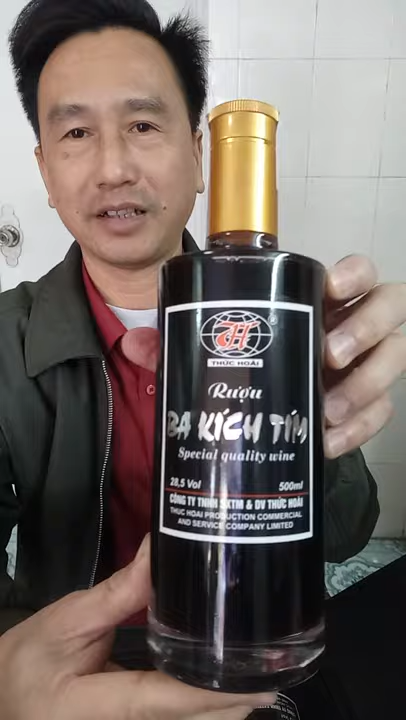 TH
®
THỨC HOÀI
Rượu
BA KÍCH TÍM
Special quality wine
28,5 Vol 500ml
CÔNG TY TNHH SXTM & DV THỨC HOÀI
THUC HOAI PRODUCTION COMMERCIAL
AND SERVICE COMPANY LIMITED